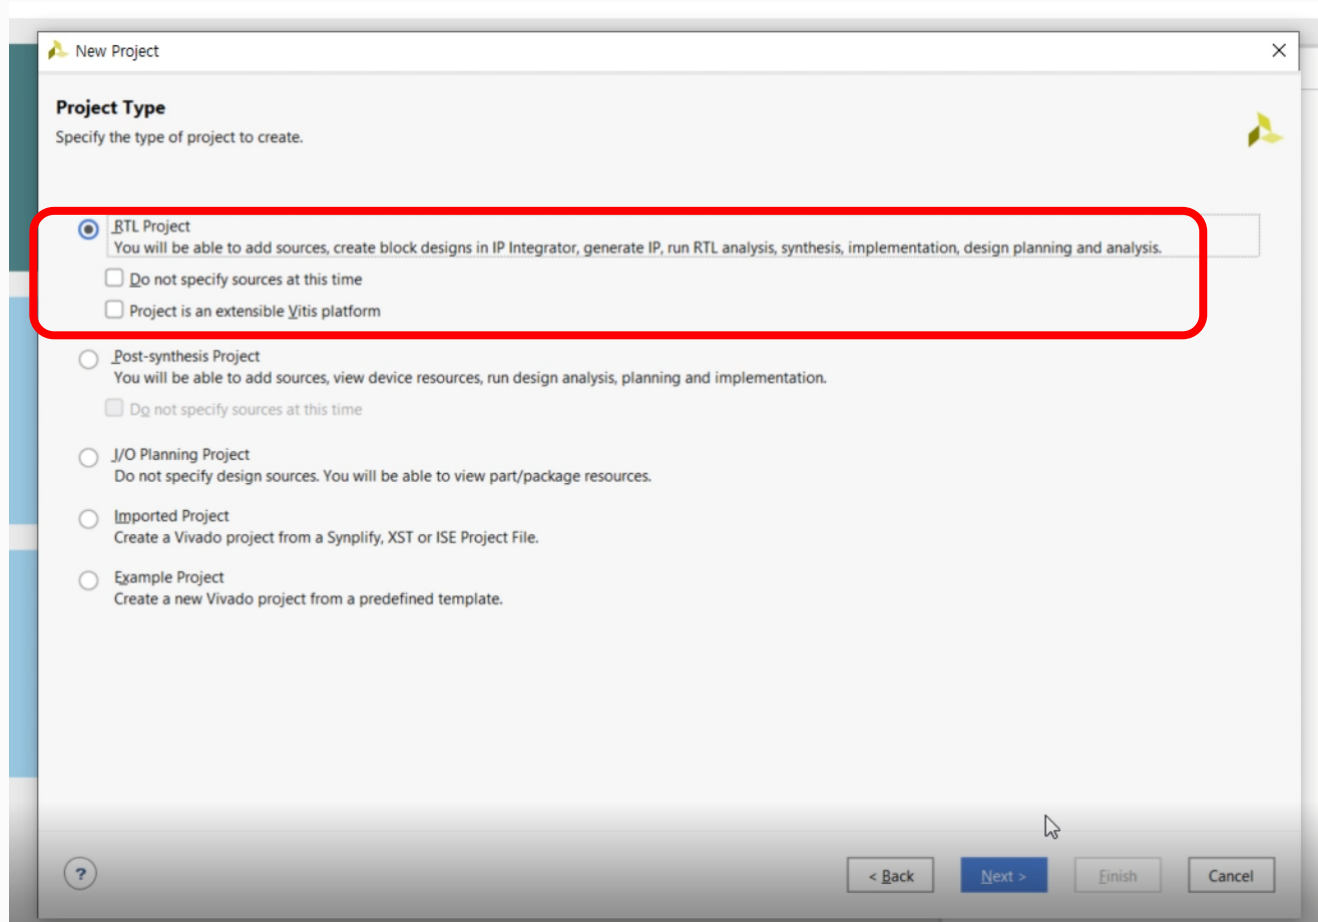 New Project
Project Type
Specify the type of project to create.
RTL Project
You will be able to add sources, create block designs in IP Integrator, generate IP, run RTL analysis, synthesis, implementation, design planning and analysis.
Do not specify sources at this time
Project is an extensible Vitis platform
Post-synthesis Project
You will be able to add sources, view device resources, run design analysis, planning and implementation.
Do not specify sources at this time
I/O Planning Project
Do not specify design sources. You will be able to view part/package resources.
Imported Project
Create a Vivado project from a Synplify, XST or ISE Project File.
Example Project
Create a new Vivado project from a predefined template.
? < Back Next > Finish Cancel